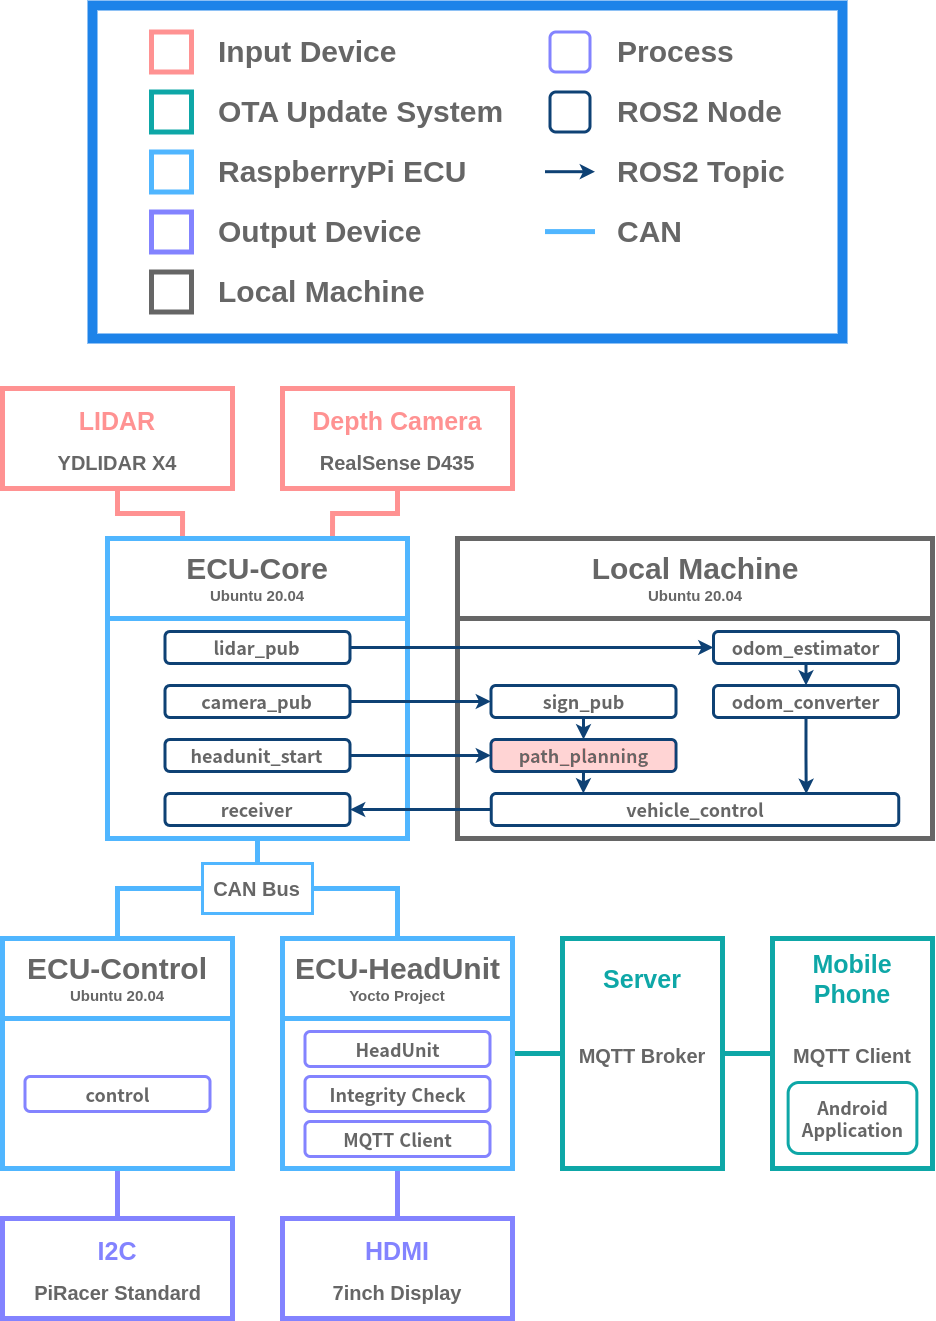 Input Device
Process
OTA Update System
ROS2 Node
RaspberryPi ECU
ROS2 Topic
Output Device
CAN
Local Machine
LIDAR
YDLIDAR X4
Depth Camera
RealSense D435
ECU-Core
Ubuntu 20.04
lidar_pub
camera_pub
headunit_start
receiver
Local Machine
Ubuntu 20.04
odom_estimator
sign_pub
odom_converter
path_planning
vehicle_control
CAN Bus
ECU-Control
Ubuntu 20.04
control
ECU-HeadUnit
Yocto Project
HeadUnit
Integrity Check
MQTT Client
Server
MQTT Broker
Mobile
Phone
MQTT Client
Android
Application
I2C
PiRacer Standard
HDMI
7inch Display